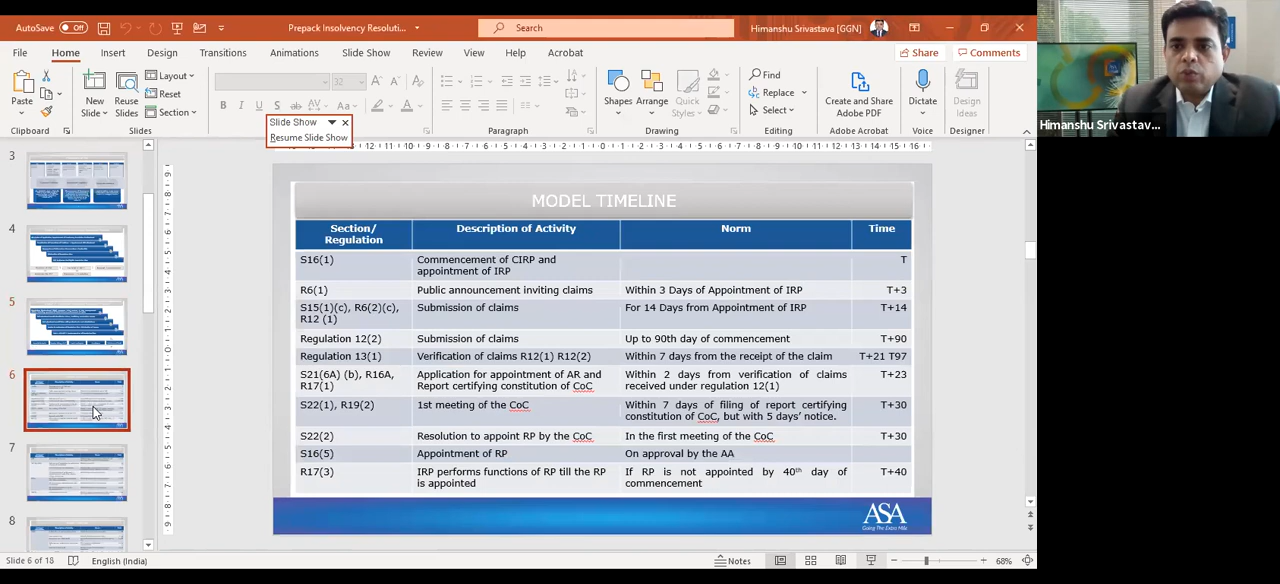 AutoSave Off
Prepack Insolvency Resoluti...
Search
Himanshu Srivastava [GGN]
File Home Insert Design Transitions Animations Slide Show Review View Help Acrobat Share Comments
Paste
New
Slide
Reuse
Slides
Layout
Reset
Section
32
Shapes
Arrange
Quick
Styles
Find
Replace
Select
Create and Share
Adobe PDF
Dictate
Design
Ideas
Clipboard Slides Paragraph Drawing Editing Adobe Acrobat Voice Designer
Slide Show
Resume Slide Show
Himanshu Srivastav...
3
4
5
6
7
8
MODEL TIMELINE
Section/
Regulation
Description of Activity
Norm
Time
S16(1)
Commencement of CIRP and
appointment of IRP
T
R6(1)
Public announcement inviting claims
Within 3 Days of Appointment of IRP
T+3
S15(1)(c), R6(2)(c),
R12 (1)
Submission of claims
For 14 Days from Appointment of IRP
T+14
Regulation 12(2)
Submission of claims
Up to 90th day of commencement
T+90
Regulation 13(1)
Verification of claims R12(1) R12(2)
Within 7 days from the receipt of the claim
T+21 T97
S21(6A) (b), R16A,
R17(1)
Application for appointment of AR and
Report certifying constitution of CoC
Within 2 days from verification of claims
received under regulation 12(1)
T+23
S22(1), R19(2)
1st meeting of the CoC
Within 7 days of filing of report certifying
constitution of CoC, but with 5 days' notice.
T+30
S22(2)
Resolution to appoint RP by the CoC
In the first meeting of the CoC
T+30
S16(5)
Appointment of RP
On approval by the AA
R17(3)
IRP performs functions of RP till the RP
is appointed
If RP is not appointed by 40th day of
commencement
T+40
ASA
Going The Extra Mile
Slide 6 of 18
English (India)
Notes
68%